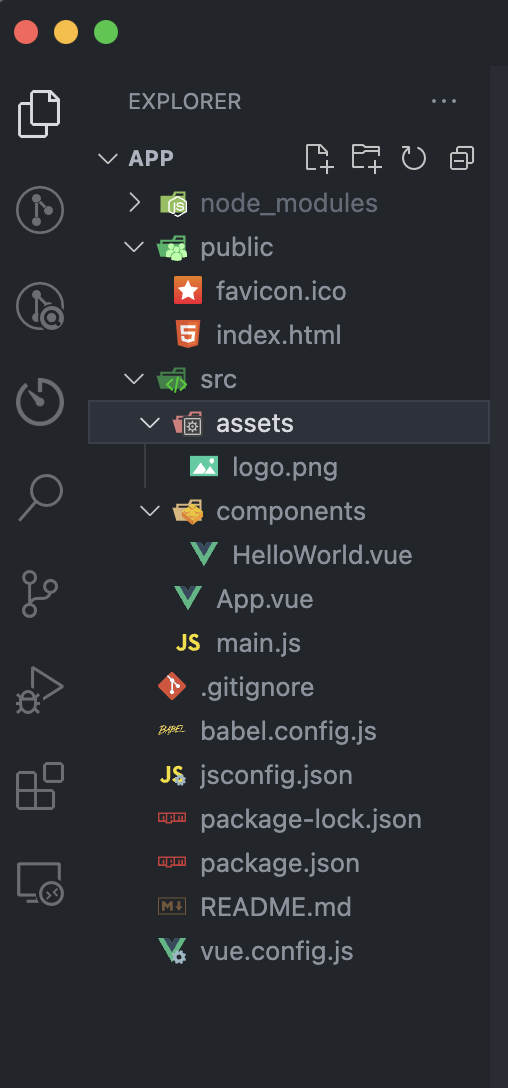 EXPLORER
APP
node_modules
public
favicon.ico
index.html
src
assets
logo.png
components
HelloWorld.vue
App.vue
JS main.js
.gitignore
BABEL babel.config.js
JS jsconfig.json
package-lock.json
package.json
M README.md
vue.config.js